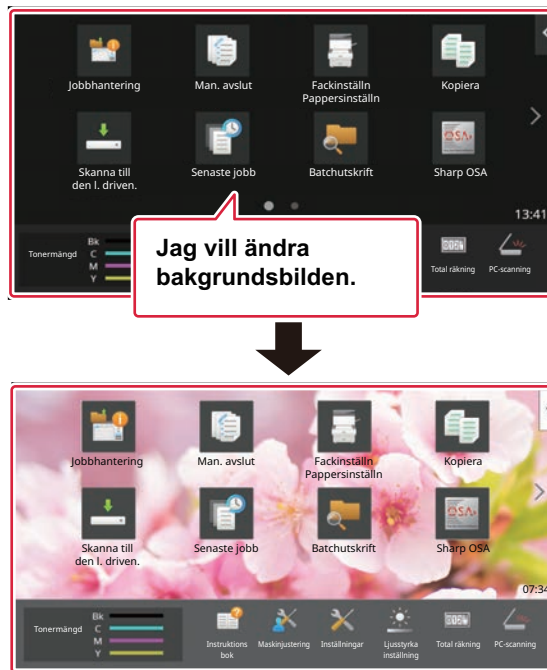 Jobbhantering
Man. avslut
Fackinställn
Pappersinställn
Kopiera
Skanna till
den l. driven.
Senaste jobb
Batchutskrift
OSA
Sharp OSA
13:41
Tonermängd
Bk
C
M
Y
Jag vill ändra
bakgrundsbilden.
Total räkning
PC-scanning
Jobbhantering
Man. avslut
Fackinställn
Pappersinställn
Kopiera
Skanna till
den l. driven.
Senaste jobb
Batchutskrift
OSA
Sharp OSA
07:34
Tonermängd
Bk
C
M
Y
Instruktions
bok
Maskinjustering
Inställningar
Ljusstyrka
inställning
Total räkning
PC-scanning